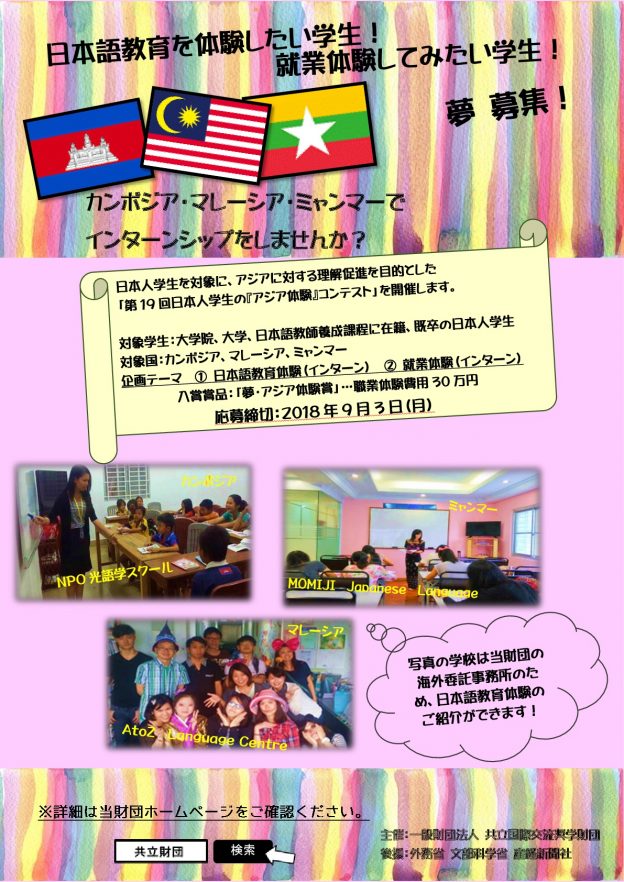 日本語教育を体験したい学生！
就業体験してみたい学生！
夢 募集！
カンボジア・マレーシア・ミャンマーで
インターンシップをしませんか？
日本人学生を対象に、アジアに対する理解促進を目的とした
「第19回日本人学生の『アジア体験』コンテスト」を開催します。
対象学生：大学院、大学、日本語教師養成課程に在籍、既卒の日本人学生
対象国：カンボジア、マレーシア、ミャンマー
企画テーマ ① 日本語教育体験（インターン） ② 就業体験（インターン）
入賞賞品：「夢・アジア体験賞」…職業体験費用30万円
応募締切：2018年9月3日（月）
カンボジア
NPO光語学スクール
ミャンマー
MOMIJI Japanese Language
マレーシア
AtoZ Language Centre
写真の学校は当財団の
海外委託事務所のた
め、日本語教育体験の
ご紹介ができます！
※詳細は当財団ホームページをご確認ください。
共立財団 検索
主催：一般財団法人 共立国際交流奨学財団
後援：外務省 文部科学省 産経新聞社